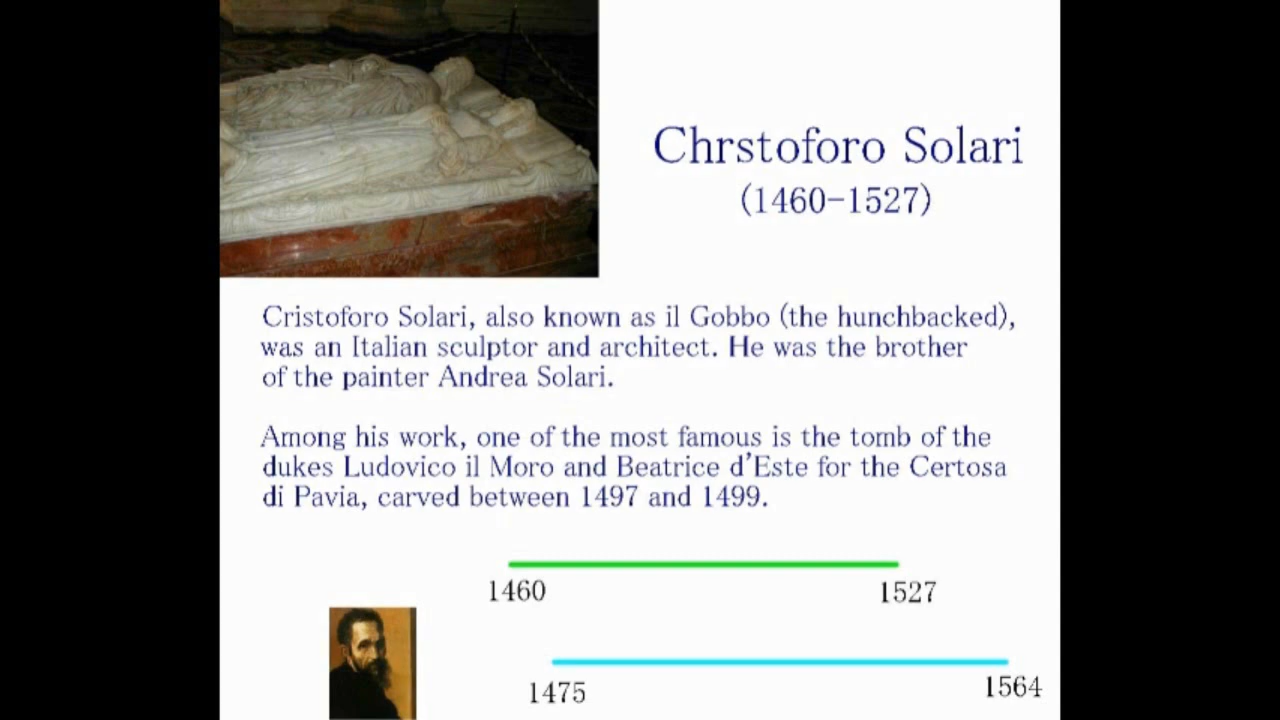 Chrstoforo Solari
(1460-1527)
Cristoforo Solari, also known as il Gobbo (the hunchbacked),
was an Italian sculptor and architect. He was the brother
of the painter Andrea Solari.
Among his work, one of the most famous is the tomb of the
dukes Ludovico il Moro and Beatrice d'Este for the Certosa
di Pavia, carved between 1497 and 1499.
1460
1527
1475
1564